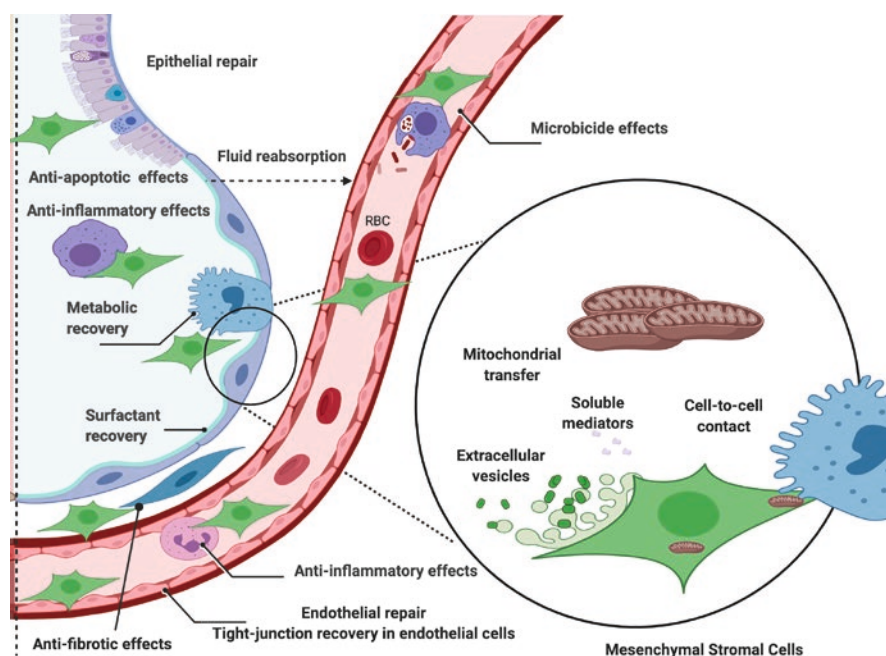 Epithelial repair
Microbicide effects
Fluid reabsorption
Anti-apoptotic effects
Anti-inflammatory effects
RBC
Metabolic
recovery
Mitochondrial
transfer
Soluble
mediators
Cell-to-cell
contact
Surfactant
recovery
Extracellular
vesicles
Anti-inflammatory effects
Endothelial repair
Tight-junction recovery in endothelial cells
Anti-fibrotic effects
Mesenchymal Stromal Cells